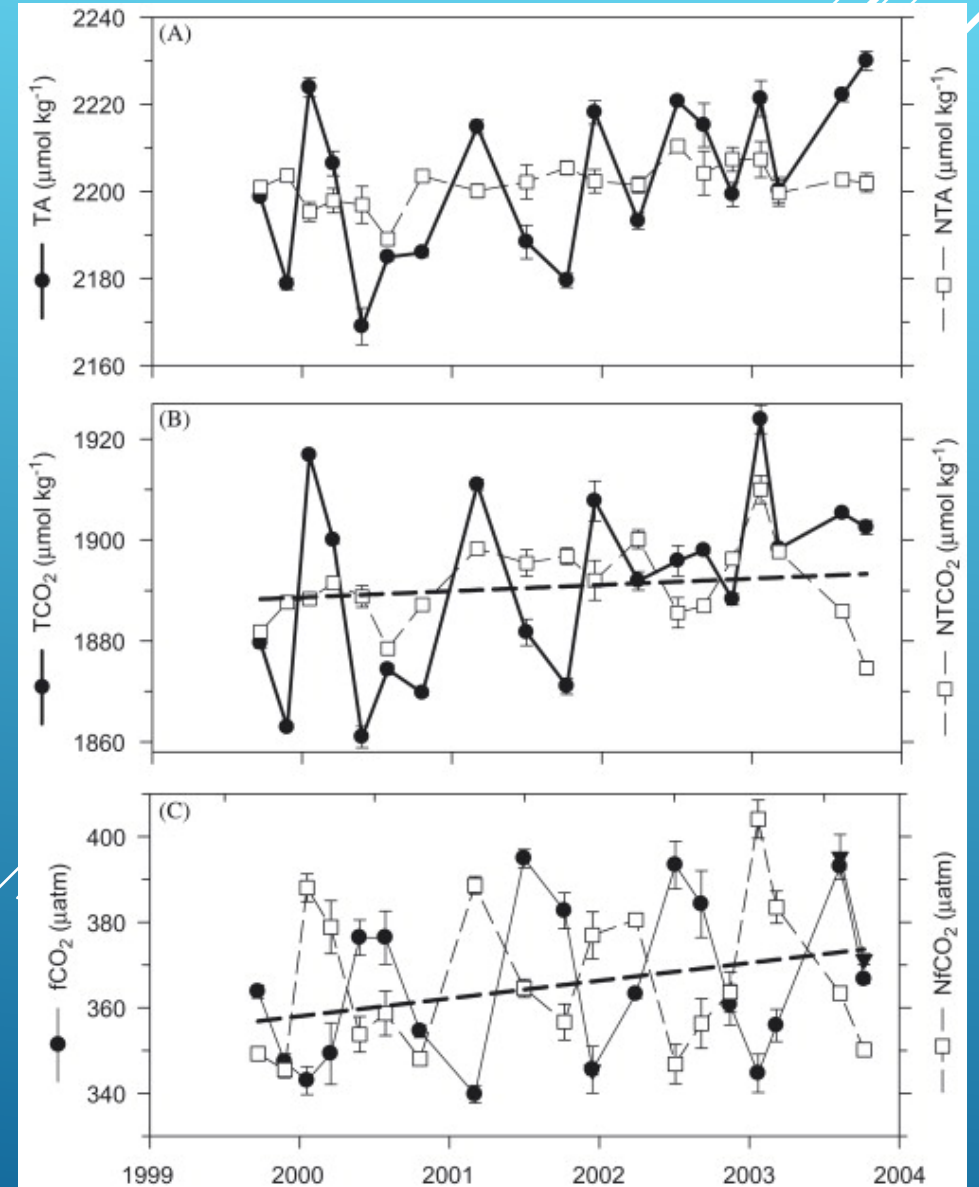 (A)
2240
2220
2200
2180
2160
TA (µmol kg⁻¹)
NTA (µmol kg⁻¹)
(B)
1920
1900
1880
1860
TCO₂ (µmol kg⁻¹)
NTCO₂ (µmol kg⁻¹)
(C)
400
380
360
340
fCO₂ (µatm)
NfCO₂ (µatm)
1999 2000 2001 2002 2003 2004